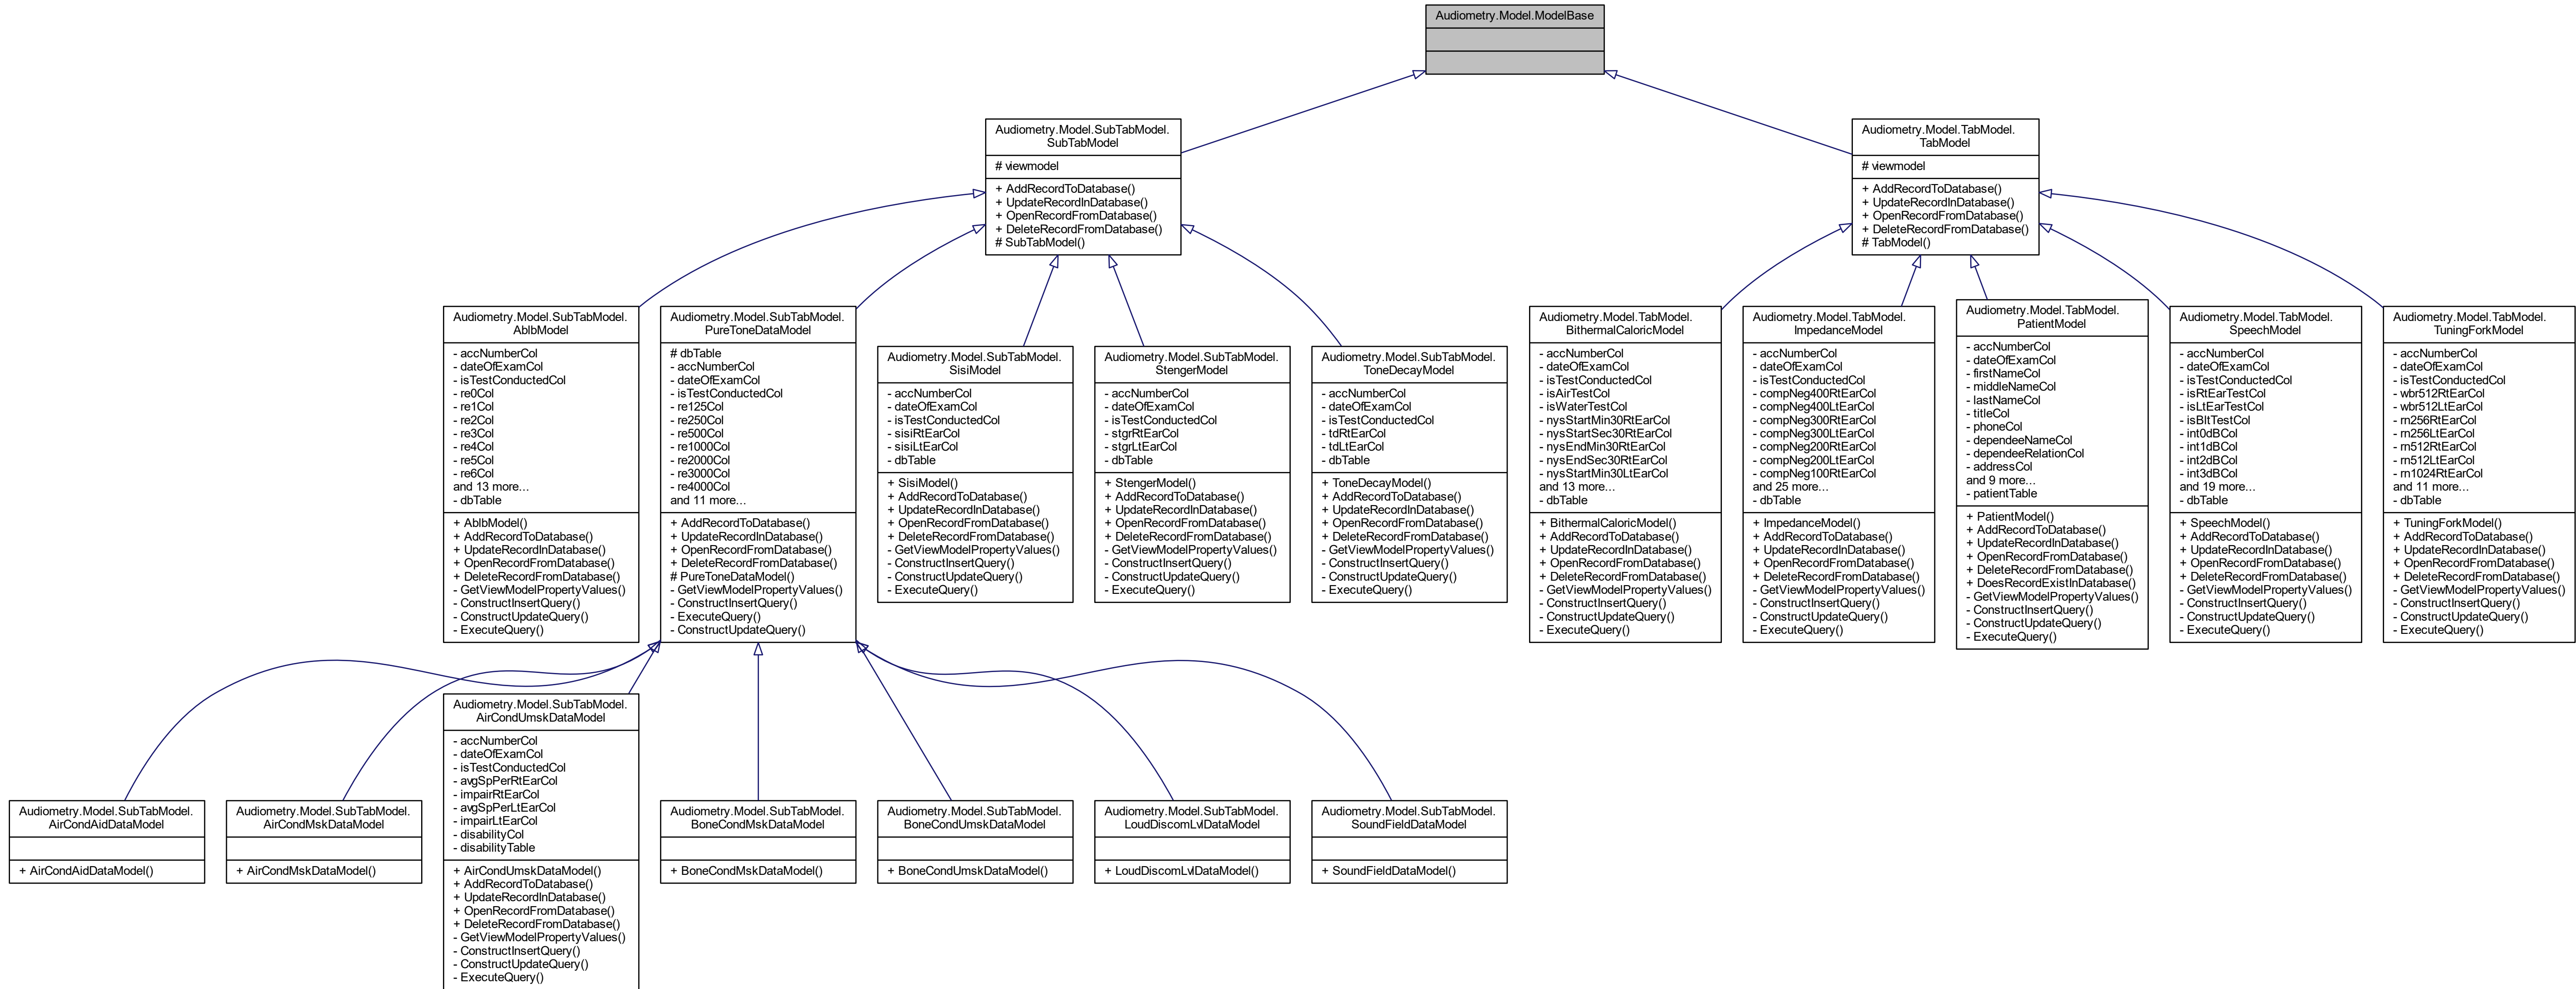 Audiometry.Model.ModelBase
Audiometry.Model.SubTabModel.
SubTabModel
# viewmodel
+ AddRecordToDatabase()
+ UpdateRecordInDatabase()
+ OpenRecordFromDatabase()
+ DeleteRecordFromDatabase()
# SubTabModel()
Audiometry.Model.TabModel.
TabModel
# viewmodel
+ AddRecordToDatabase()
+ UpdateRecordInDatabase()
+ OpenRecordFromDatabase()
+ DeleteRecordFromDatabase()
# TabModel()
Audiometry.Model.SubTabModel.
AblbModel
- accNumberCol
- dateOfExamCol
- isTestConductedCol
- re0Col
- re1Col
- re2Col
- re3Col
- re4Col
- re5Col
- re6Col
and 13 more...
- dbTable
+ AblbModel()
+ AddRecordToDatabase()
+ UpdateRecordInDatabase()
+ OpenRecordFromDatabase()
+ DeleteRecordFromDatabase()
- GetViewModelPropertyValues()
- ConstructInsertQuery()
- ConstructUpdateQuery()
- ExecuteQuery()
Audiometry.Model.SubTabModel.
PureToneDataModel
# dbTable
- accNumberCol
- dateOfExamCol
- isTestConductedCol
- re125Col
- re250Col
- re500Col
- re1000Col
- re2000Col
- re3000Col
- re4000Col
and 11 more...
+ AddRecordToDatabase()
+ UpdateRecordInDatabase()
+ OpenRecordFromDatabase()
+ DeleteRecordFromDatabase()
# PureToneDataModel()
- GetViewModelPropertyValues()
- ConstructInsertQuery()
- ExecuteQuery()
- ConstructUpdateQuery()
Audiometry.Model.SubTabModel.
SisiModel
- accNumberCol
- dateOfExamCol
- isTestConductedCol
- sisiRtEarCol
- sisiLtEarCol
- dbTable
+ SisiModel()
+ AddRecordToDatabase()
+ UpdateRecordInDatabase()
+ OpenRecordFromDatabase()
+ DeleteRecordFromDatabase()
- GetViewModelPropertyValues()
- ConstructInsertQuery()
- ConstructUpdateQuery()
- ExecuteQuery()
Audiometry.Model.SubTabModel.
StengerModel
- accNumberCol
- dateOfExamCol
- isTestConductedCol
- stgrRtEarCol
- stgrLtEarCol
- dbTable
+ StengerModel()
+ AddRecordToDatabase()
+ UpdateRecordInDatabase()
+ OpenRecordFromDatabase()
+ DeleteRecordFromDatabase()
- GetViewModelPropertyValues()
- ConstructInsertQuery()
- ConstructUpdateQuery()
- ExecuteQuery()
Audiometry.Model.SubTabModel.
ToneDecayModel
- accNumberCol
- dateOfExamCol
- isTestConductedCol
- tdRtEarCol
- tdLtEarCol
- dbTable
+ ToneDecayModel()
+ AddRecordToDatabase()
+ UpdateRecordInDatabase()
+ OpenRecordFromDatabase()
+ DeleteRecordFromDatabase()
- GetViewModelPropertyValues()
- ConstructInsertQuery()
- ConstructUpdateQuery()
- ExecuteQuery()
Audiometry.Model.TabModel.
BithermalCaloricModel
- accNumberCol
- dateOfExamCol
- isTestConductedCol
- isAirTestCol
- isWaterTestCol
- nysStartMin30RtEarCol
- nysStartSec30RtEarCol
- nysEndMin30RtEarCol
- nysEndSec30RtEarCol
- nysStartMin30LtEarCol
and 13 more...
- dbTable
+ BithermalCaloricModel()
+ AddRecordToDatabase()
+ UpdateRecordInDatabase()
+ OpenRecordFromDatabase()
+ DeleteRecordFromDatabase()
- GetViewModelPropertyValues()
- ConstructInsertQuery()
- ConstructUpdateQuery()
- ExecuteQuery()
Audiometry.Model.TabModel.
ImpedanceModel
- accNumberCol
- dateOfExamCol
- isTestConductedCol
- compNeg400RtEarCol
- compNeg400LtEarCol
- compNeg300RtEarCol
- compNeg300LtEarCol
- compNeg200RtEarCol
- compNeg200LtEarCol
- compNeg100RtEarCol
and 25 more...
- dbTable
+ ImpedanceModel()
+ AddRecordToDatabase()
+ UpdateRecordInDatabase()
+ OpenRecordFromDatabase()
+ DeleteRecordFromDatabase()
- GetViewModelPropertyValues()
- ConstructInsertQuery()
- ConstructUpdateQuery()
- ExecuteQuery()
Audiometry.Model.TabModel.
PatientModel
- accNumberCol
- dateOfExamCol
- firstNameCol
- middleNameCol
- lastNameCol
- titleCol
- phoneCol
- dependeeNameCol
- dependeeRelationCol
- addressCol
and 9 more...
- patientTable
+ PatientModel()
+ AddRecordToDatabase()
+ UpdateRecordInDatabase()
+ OpenRecordFromDatabase()
+ DeleteRecordFromDatabase()
+ DoesRecordExistInDatabase()
- GetViewModelPropertyValues()
- ConstructInsertQuery()
- ConstructUpdateQuery()
- ExecuteQuery()
Audiometry.Model.TabModel.
SpeechModel
- accNumberCol
- dateOfExamCol
- isTestConductedCol
- isRtEarTestCol
- isLtEarTestCol
- isBltTestCol
- int0dBCol
- int1dBCol
- int2dBCol
- int3dBCol
and 19 more...
- dbTable
+ SpeechModel()
+ AddRecordToDatabase()
+ UpdateRecordInDatabase()
+ OpenRecordFromDatabase()
+ DeleteRecordFromDatabase()
- GetViewModelPropertyValues()
- ConstructInsertQuery()
- ConstructUpdateQuery()
- ExecuteQuery()
Audiometry.Model.TabModel.
TuningForkModel
- accNumberCol
- dateOfExamCol
- isTestConductedCol
- wbr512RtEarCol
- wbr512LtEarCol
- rn256RtEarCol
- rn256LtEarCol
- rn512RtEarCol
- rn512LtEarCol
- rn1024RtEarCol
and 11 more...
- dbTable
+ TuningForkModel()
+ AddRecordToDatabase()
+ UpdateRecordInDatabase()
+ OpenRecordFromDatabase()
+ DeleteRecordFromDatabase()
- GetViewModelPropertyValues()
- ConstructInsertQuery()
- ConstructUpdateQuery()
- ExecuteQuery()
Audiometry.Model.SubTabModel.
AirCondAidDataModel
+ AirCondAidDataModel()
Audiometry.Model.SubTabModel.
AirCondMskDataModel
+ AirCondMskDataModel()
Audiometry.Model.SubTabModel.
AirCondUmskDataModel
- accNumberCol
- dateOfExamCol
- isTestConductedCol
- avgSpPerRtEarCol
- impairRtEarCol
- avgSpPerLtEarCol
- impairLtEarCol
- disabilityCol
- disabilityTable
+ AirCondUmskDataModel()
+ AddRecordToDatabase()
+ UpdateRecordInDatabase()
+ OpenRecordFromDatabase()
+ DeleteRecordFromDatabase()
- GetViewModelPropertyValues()
- ConstructInsertQuery()
- ConstructUpdateQuery()
- ExecuteQuery()
Audiometry.Model.SubTabModel.
BoneCondMskDataModel
+ BoneCondMskDataModel()
Audiometry.Model.SubTabModel.
BoneCondUmskDataModel
+ BoneCondUmskDataModel()
Audiometry.Model.SubTabModel.
LoudDiscomLvlDataModel
+ LoudDiscomLvlDataModel()
Audiometry.Model.SubTabModel.
SoundFieldDataModel
+ SoundFieldDataModel()